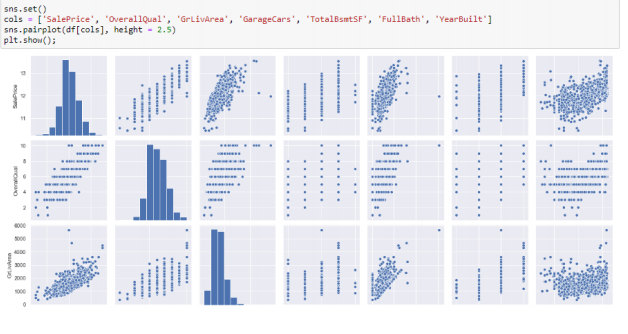 sns.set()
cols = ['SalePrice', 'OverallQual', 'GrLivArea', 'GarageCars', 'TotalBsmtSF', 'FullBath', 'YearBuilt']
sns.pairplot(df[cols], height = 2.5)
plt.show();
SalePrice
13
12
11
OverallQual
10
8
6
4
2
GrLivArea
6000
5000
4000
3000
2000
1000
0